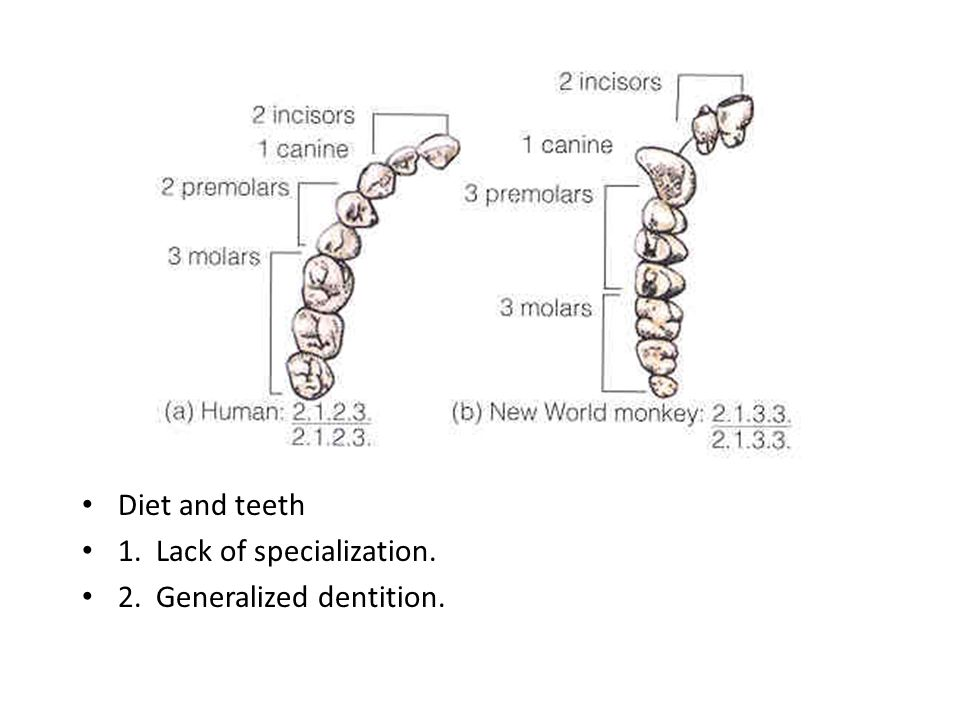 2 incisors
1 canine
2 premolars
3 molars
(a) Human: 2.1.2.3.
2.1.2.3.
2 incisors
1 canine
3 premolars
3 molars
(b) New World monkey: 2.1.3.3.
2.1.3.3.
• Diet and teeth
• 1. Lack of specialization.
• 2. Generalized dentition.